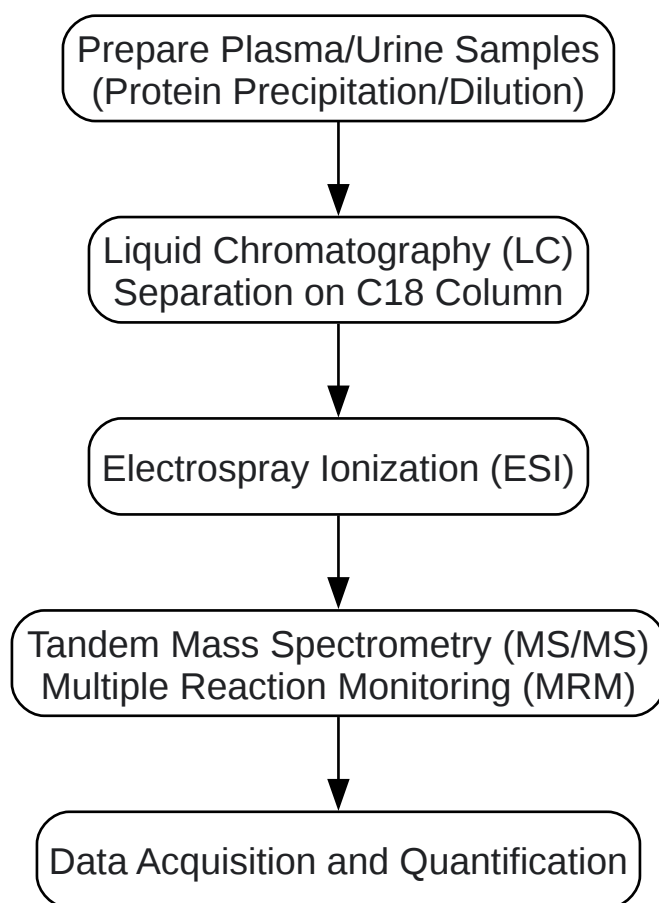 Prepare Plasma/Urine Samples
(Protein Precipitation/Dilution)
Liquid Chromatography (LC)
Separation on C18 Column
Electrospray Ionization (ESI)
Tandem Mass Spectrometry (MS/MS)
Multiple Reaction Monitoring (MRM)
Data Acquisition and Quantification